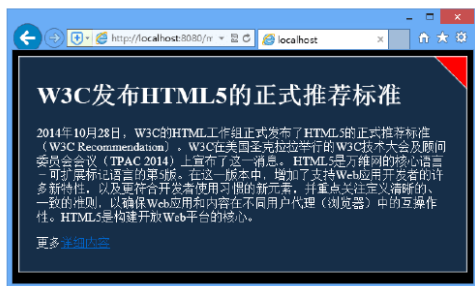 http://localhost:8080/r
localhost
W3C发布HTML5的正式推荐标准
2014年10月28日，W3C的HTML工作组正式发布了HTML5的正式推荐标准
（W3C Recommendation）。W3C在美国圣克拉拉举行的W3C技术大会及顾问
委员会会议（TPAC 2014）上宣布了这一消息。HTML5是万维网的核心语言
－可扩展标记语言的第5版。在这一版本中，增加了支持Web应用开发者的许
多新特性，以及更符合开发者使用习惯的新元素，并重点关注定义清晰的、
一致的准则，以确保Web应用和内容在不同用户代理（浏览器）中的互操作
性。HTML5是构建开放Web平台的核心。
更多详细内容